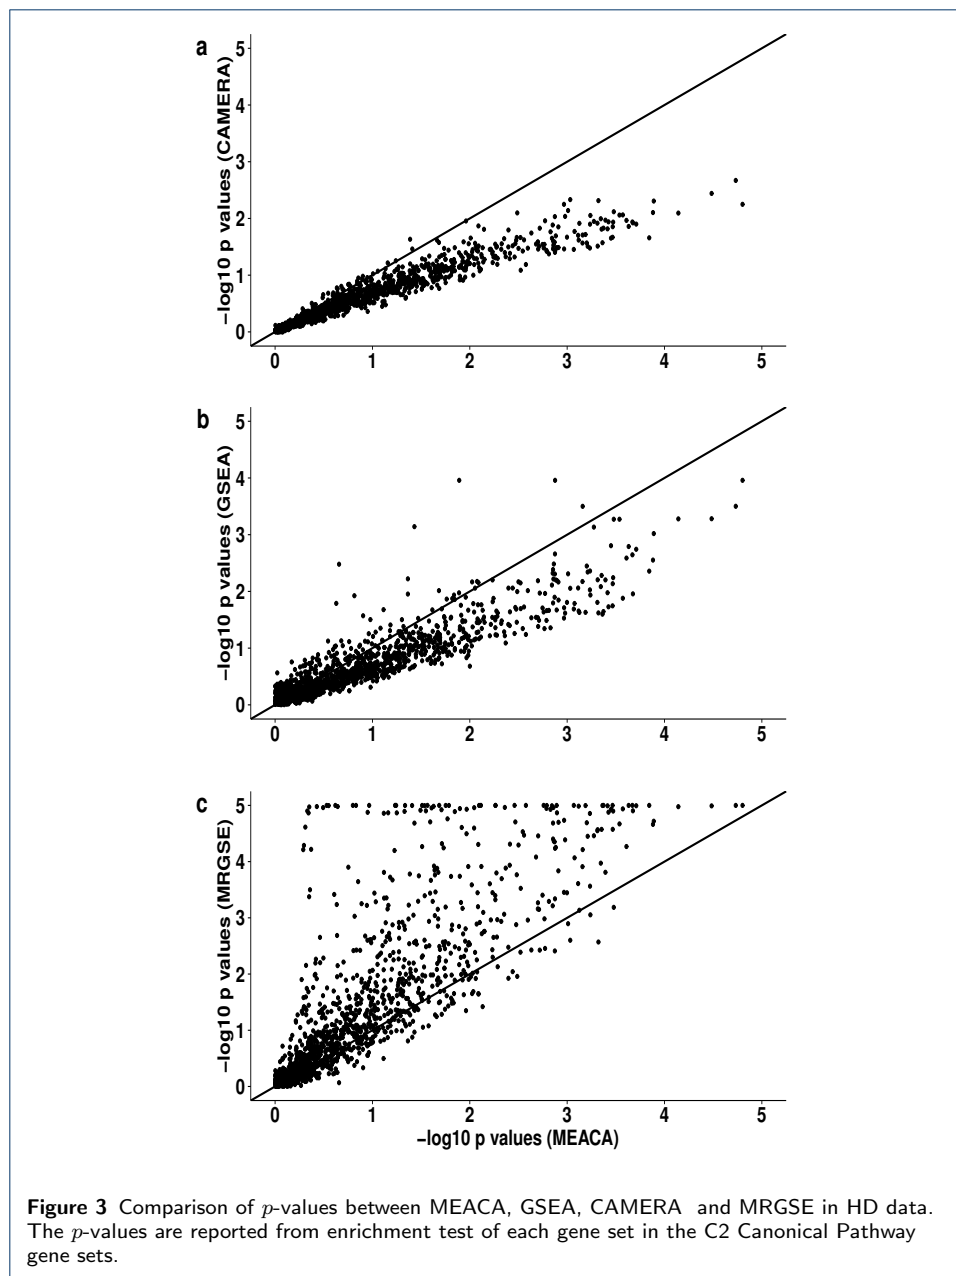 a
−log10 p values (CAMERA)
5
4
3
2
1
0
0 1 2 3 4 5
b
−log10 p values (GSEA)
5
4
3
2
1
0
0 1 2 3 4 5
c
−log10 p values (MRGSE)
5
4
3
2
1
0
0 1 2 3 4 5
−log10 p values (MEACA)
Figure 3 Comparison of p-values between MEACA, GSEA, CAMERA and MRGSE in HD data.
The p-values are reported from enrichment test of each gene set in the C2 Canonical Pathway
gene sets.